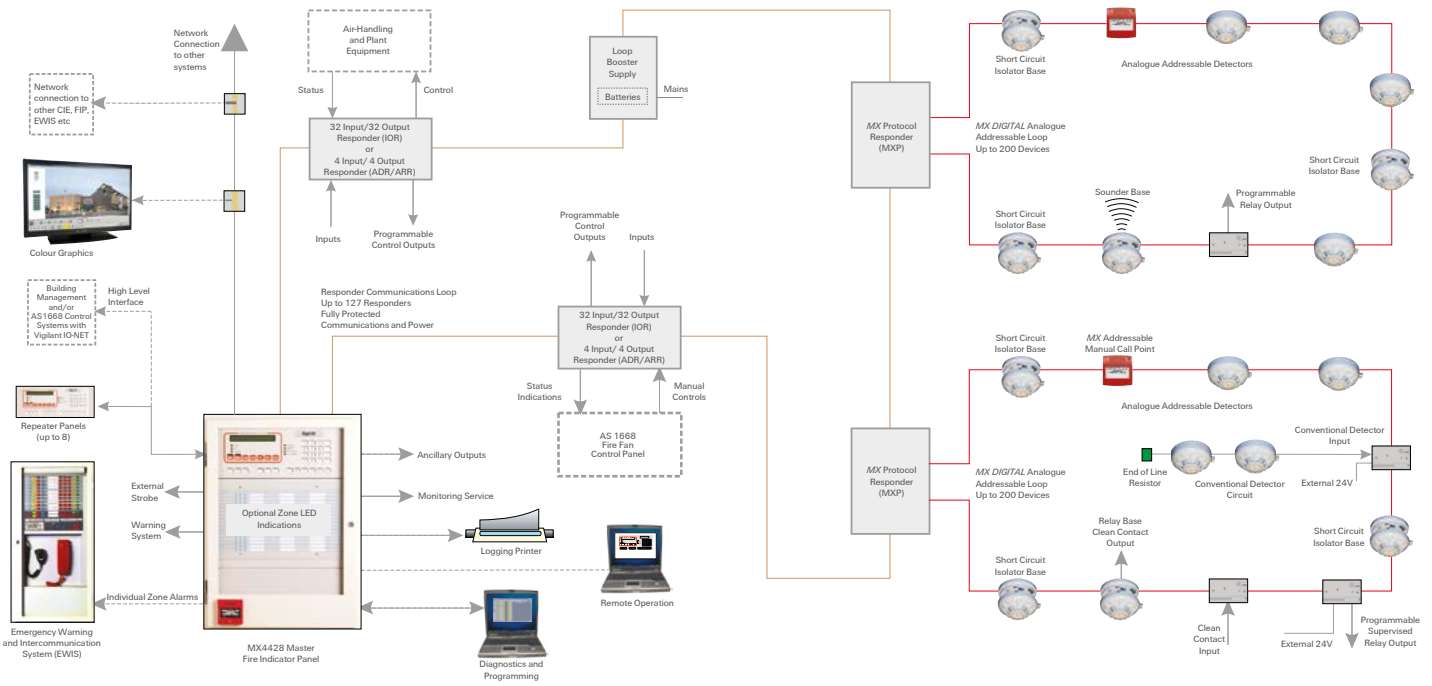 Network
Connection
to other
systems
Network
connection to
other CIE, FIP,
EWIS etc
Colour Graphics
Building
Management
and/or
AS1668 Control
Systems with
Vigilant IO-NET
High Level
Interface
Repeater Panels
(up to 8)
External
Strobe
Warning
System
Individual Zone Alarms
Emergency Warning
and Intercommunication
System (EWIS)
Air-Handling
and Plant
Equipment
Status
Control
32 Input/32 Output
Responder (IOR)
or
4 Input/ 4 Output
Responder (ADR/ARR)
Inputs
Programmable
Control Outputs
Responder Communications Loop
Up to 127 Responders
Fully Protected
Communications and Power
Optional Zone LED
Indications
MX4428 Master
Fire Indicator Panel
Ancillary Outputs
Monitoring Service
Logging Printer
Remote Operation
Diagnostics and
Programming
Loop
Booster
Supply
Batteries
Mains
Programmable
Control
Outputs
Inputs
32 Input/32 Output
Responder (IOR)
or
4 Input/ 4 Output
Responder (ADR/ARR)
Status
Indications
Manual
Controls
AS 1668
Fire Fan
Control Panel
MX Protocol
Responder
(MXP)
MX DIGITAL Analogue
Addressable Loop
Up to 200 Devices
Short Circuit
Isolator Base
Analogue Addressable Detectors
Short Circuit
Isolator Base
Short Circuit
Isolator Base
Sounder Base
Programmable
Relay Output
MX Protocol
Responder
(MXP)
MX DIGITAL Analogue
Addressable Loop
Up to 200 Devices
Short Circuit
Isolator Base
MX Addressable
Manual Call Point
Analogue Addressable Detectors
Conventional Detector
Input
End of Line
Resistor
Conventional Detector
Circuit
External 24V
Short Circuit
Isolator Base
Short Circuit
Isolator Base
Relay Base
Clean Contact
Output
Clean
Contact
Input
External 24V
Programmable
Supervised
Relay Output